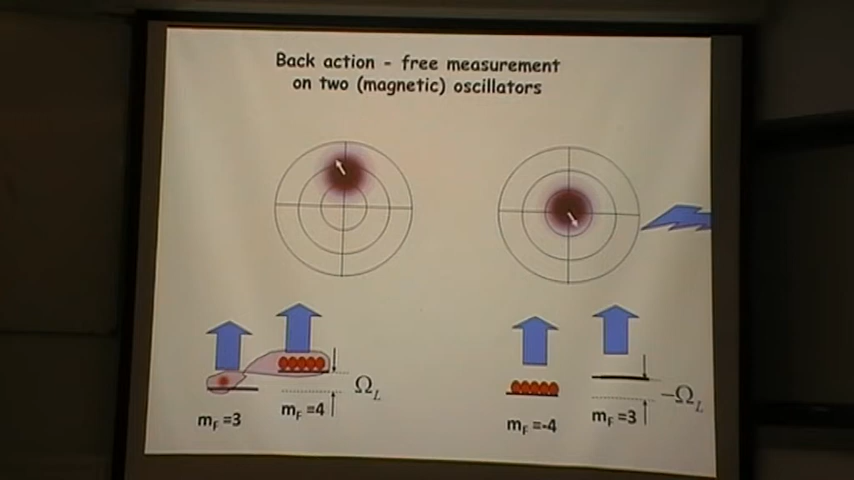 Back action - free measurement
on two (magnetic) oscillators
Ω_L
-Ω_L
m_F =3
m_F =4
m_F =-4
m_F =3